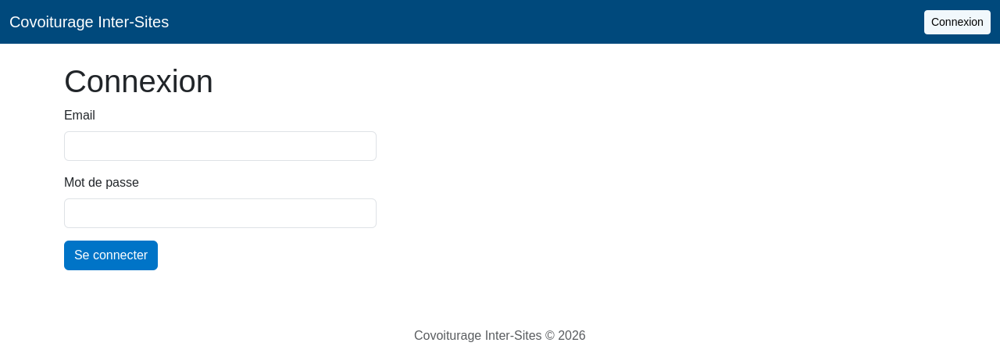 Covoiturage Inter-Sites
Connexion
Connexion
Email
Mot de passe
Se connecter
Covoiturage Inter-Sites © 2026